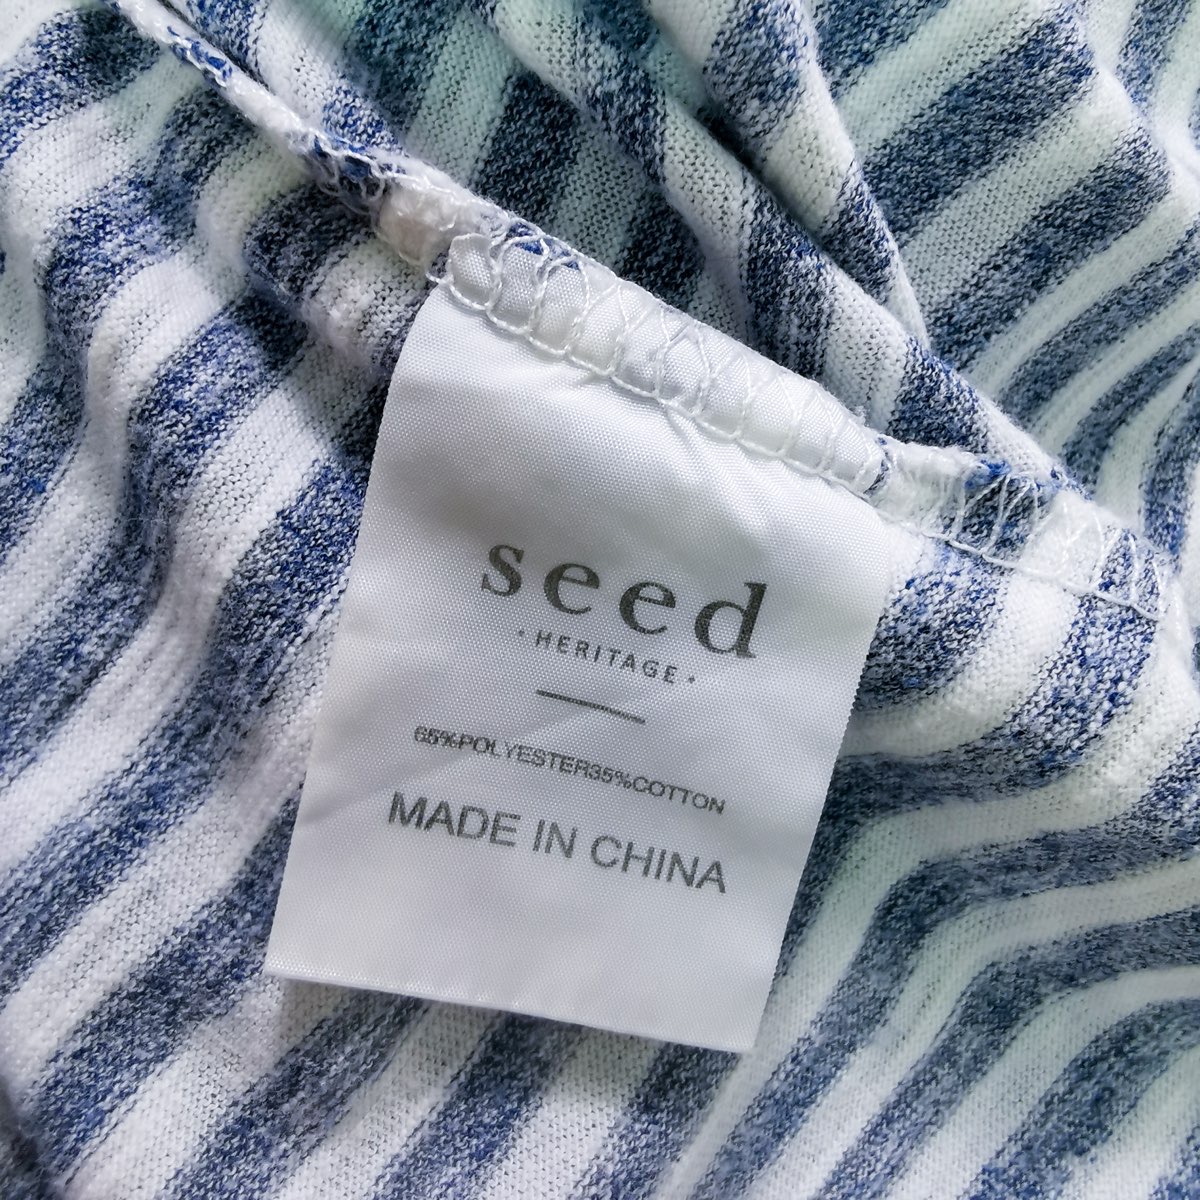 seed
· HERITAGE ·
65%POLYESTER35%COTTON
MADE IN CHINA